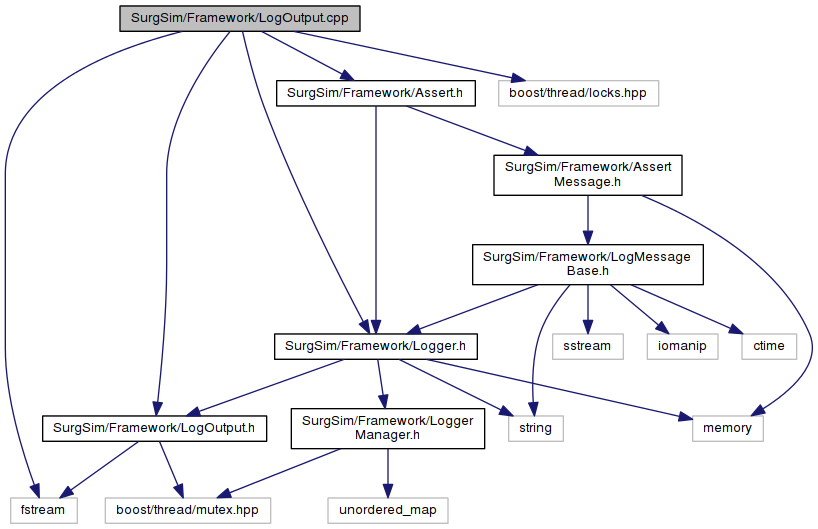 SurgSim/Framework/LogOutput.cpp
SurgSim/Framework/Assert.h
boost/thread/locks.hpp
SurgSim/Framework/Assert
Message.h
SurgSim/Framework/LogMessage
Base.h
SurgSim/Framework/Logger.h
sstream
iomanip
ctime
SurgSim/Framework/LogOutput.h
SurgSim/Framework/Logger
Manager.h
string
memory
fstream
boost/thread/mutex.hpp
unordered_map